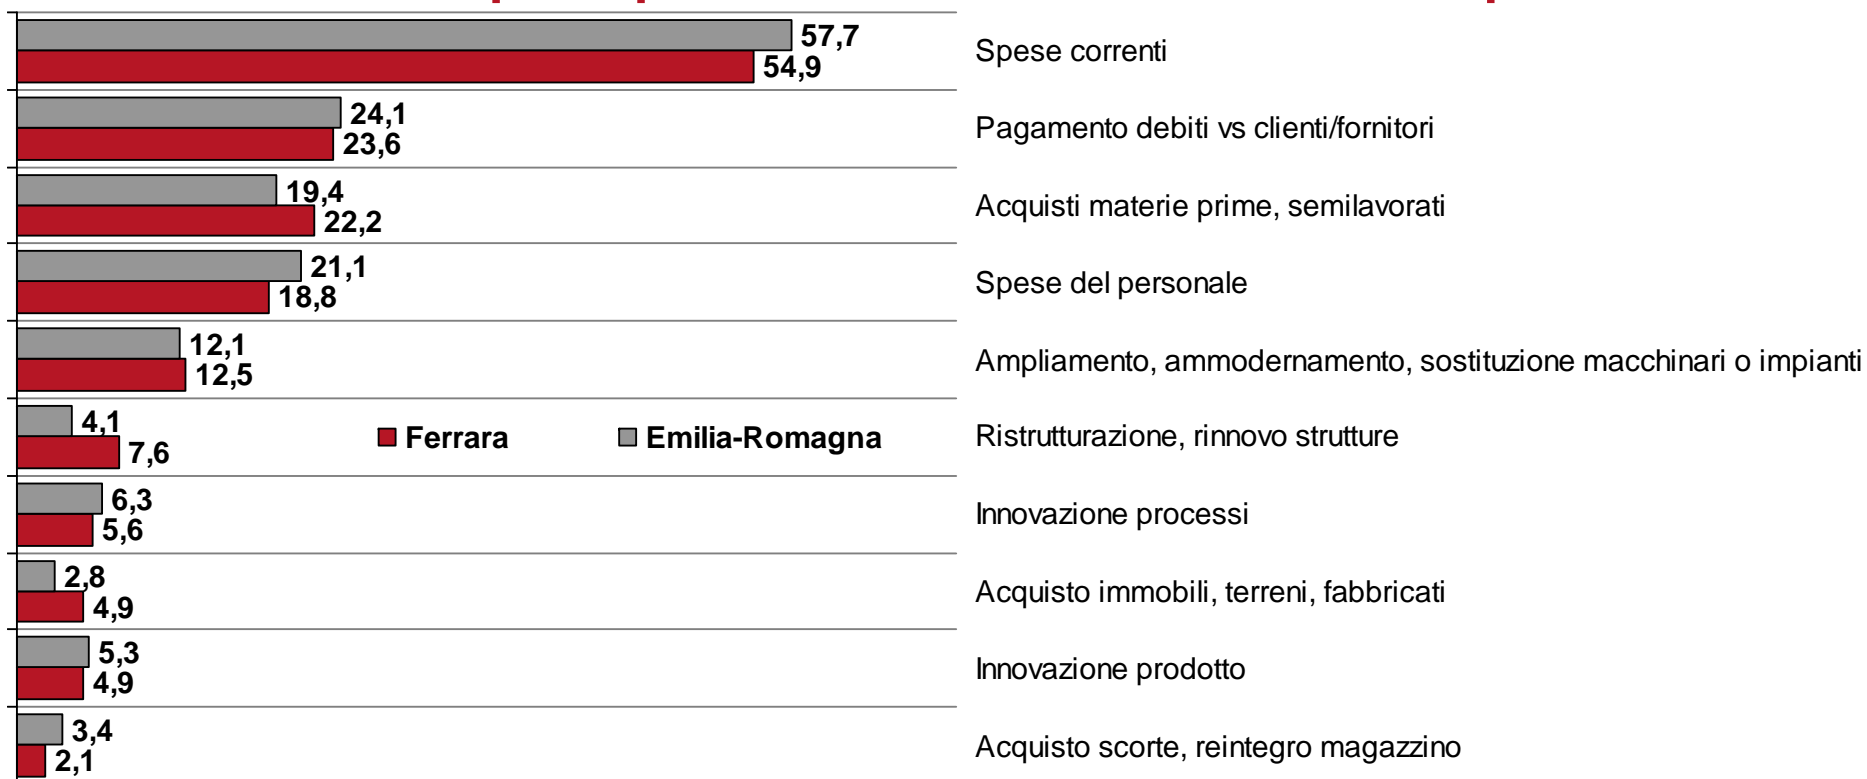 57,7
54,9
Spese correnti
24,1
23,6
Pagamento debiti vs clienti/fornitori
19,4
22,2
Acquisti materie prime, semilavorati
21,1
18,8
Spese del personale
12,1
12,5
Ampliamento, ammodernamento, sostituzione macchinari o impianti
4,1
7,6
Ferrara
Emilia-Romagna
Ristrutturazione, rinnovo strutture
6,3
5,6
Innovazione processi
2,8
4,9
Acquisto immobili, terreni, fabbricati
5,3
4,9
Innovazione prodotto
3,4
2,1
Acquisto scorte, reintegro magazzino